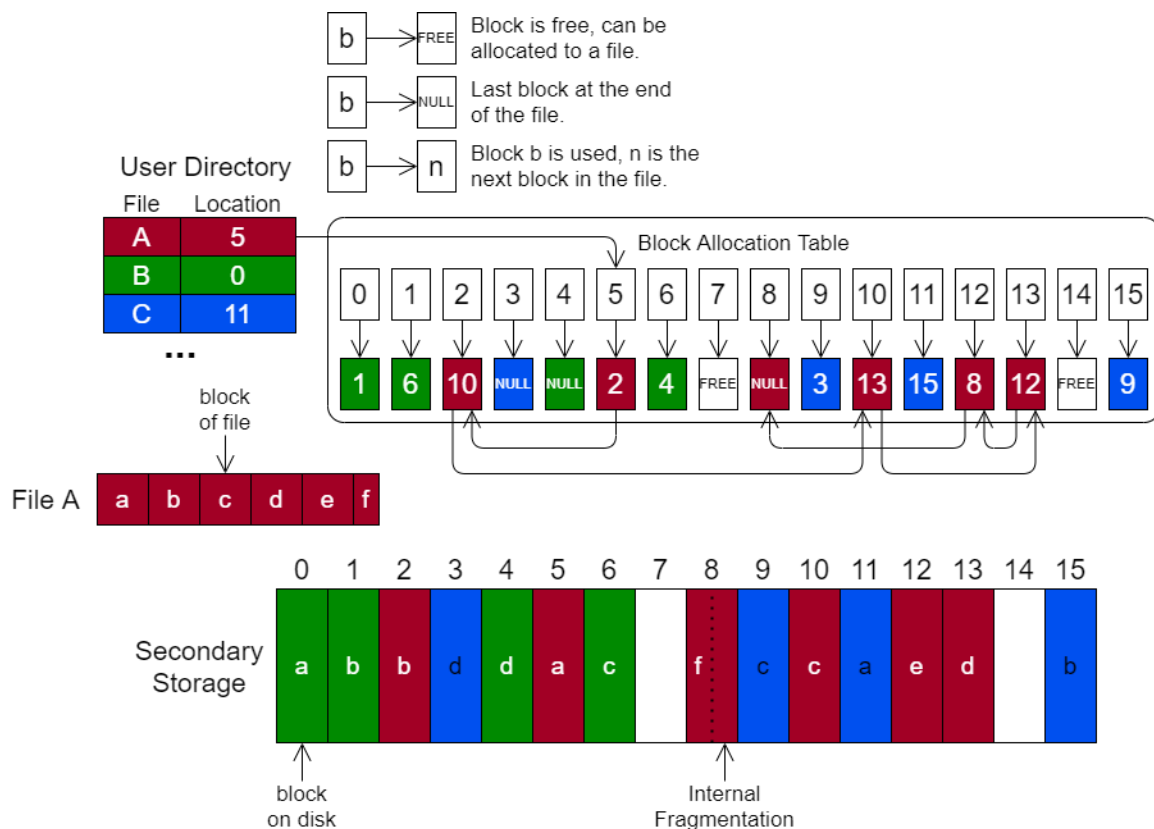 b FREE Block is free, can be
allocated to a file.
b NULL Last block at the end
of the file.
b n Block b is used, n is the
next block in the file.
User Directory
File Location
A 5
B 0
C 11
...
Block Allocation Table
0 1 2 3 4 5 6 7 8 9 10 11 12 13 14 15
1 6 10 NULL NULL 2 4 FREE NULL 3 13 15 8 12 FREE 9
block
of file
File A a b c d e f
0 1 2 3 4 5 6 7 8 9 10 11 12 13 14 15
Secondary
Storage
a b b d d a c f c c a e d b
block
on disk
Internal
Fragmentation